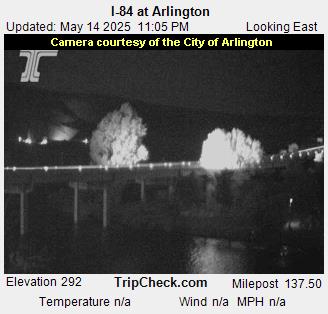 I-84 at Arlington
Updated: May 14 2025 11:05 PM Looking East
Camera courtesy of the City of Arlington
Elevation 292 TripCheck.com Milepost 137.50
Temperature n/a Wind n/a MPH n/a